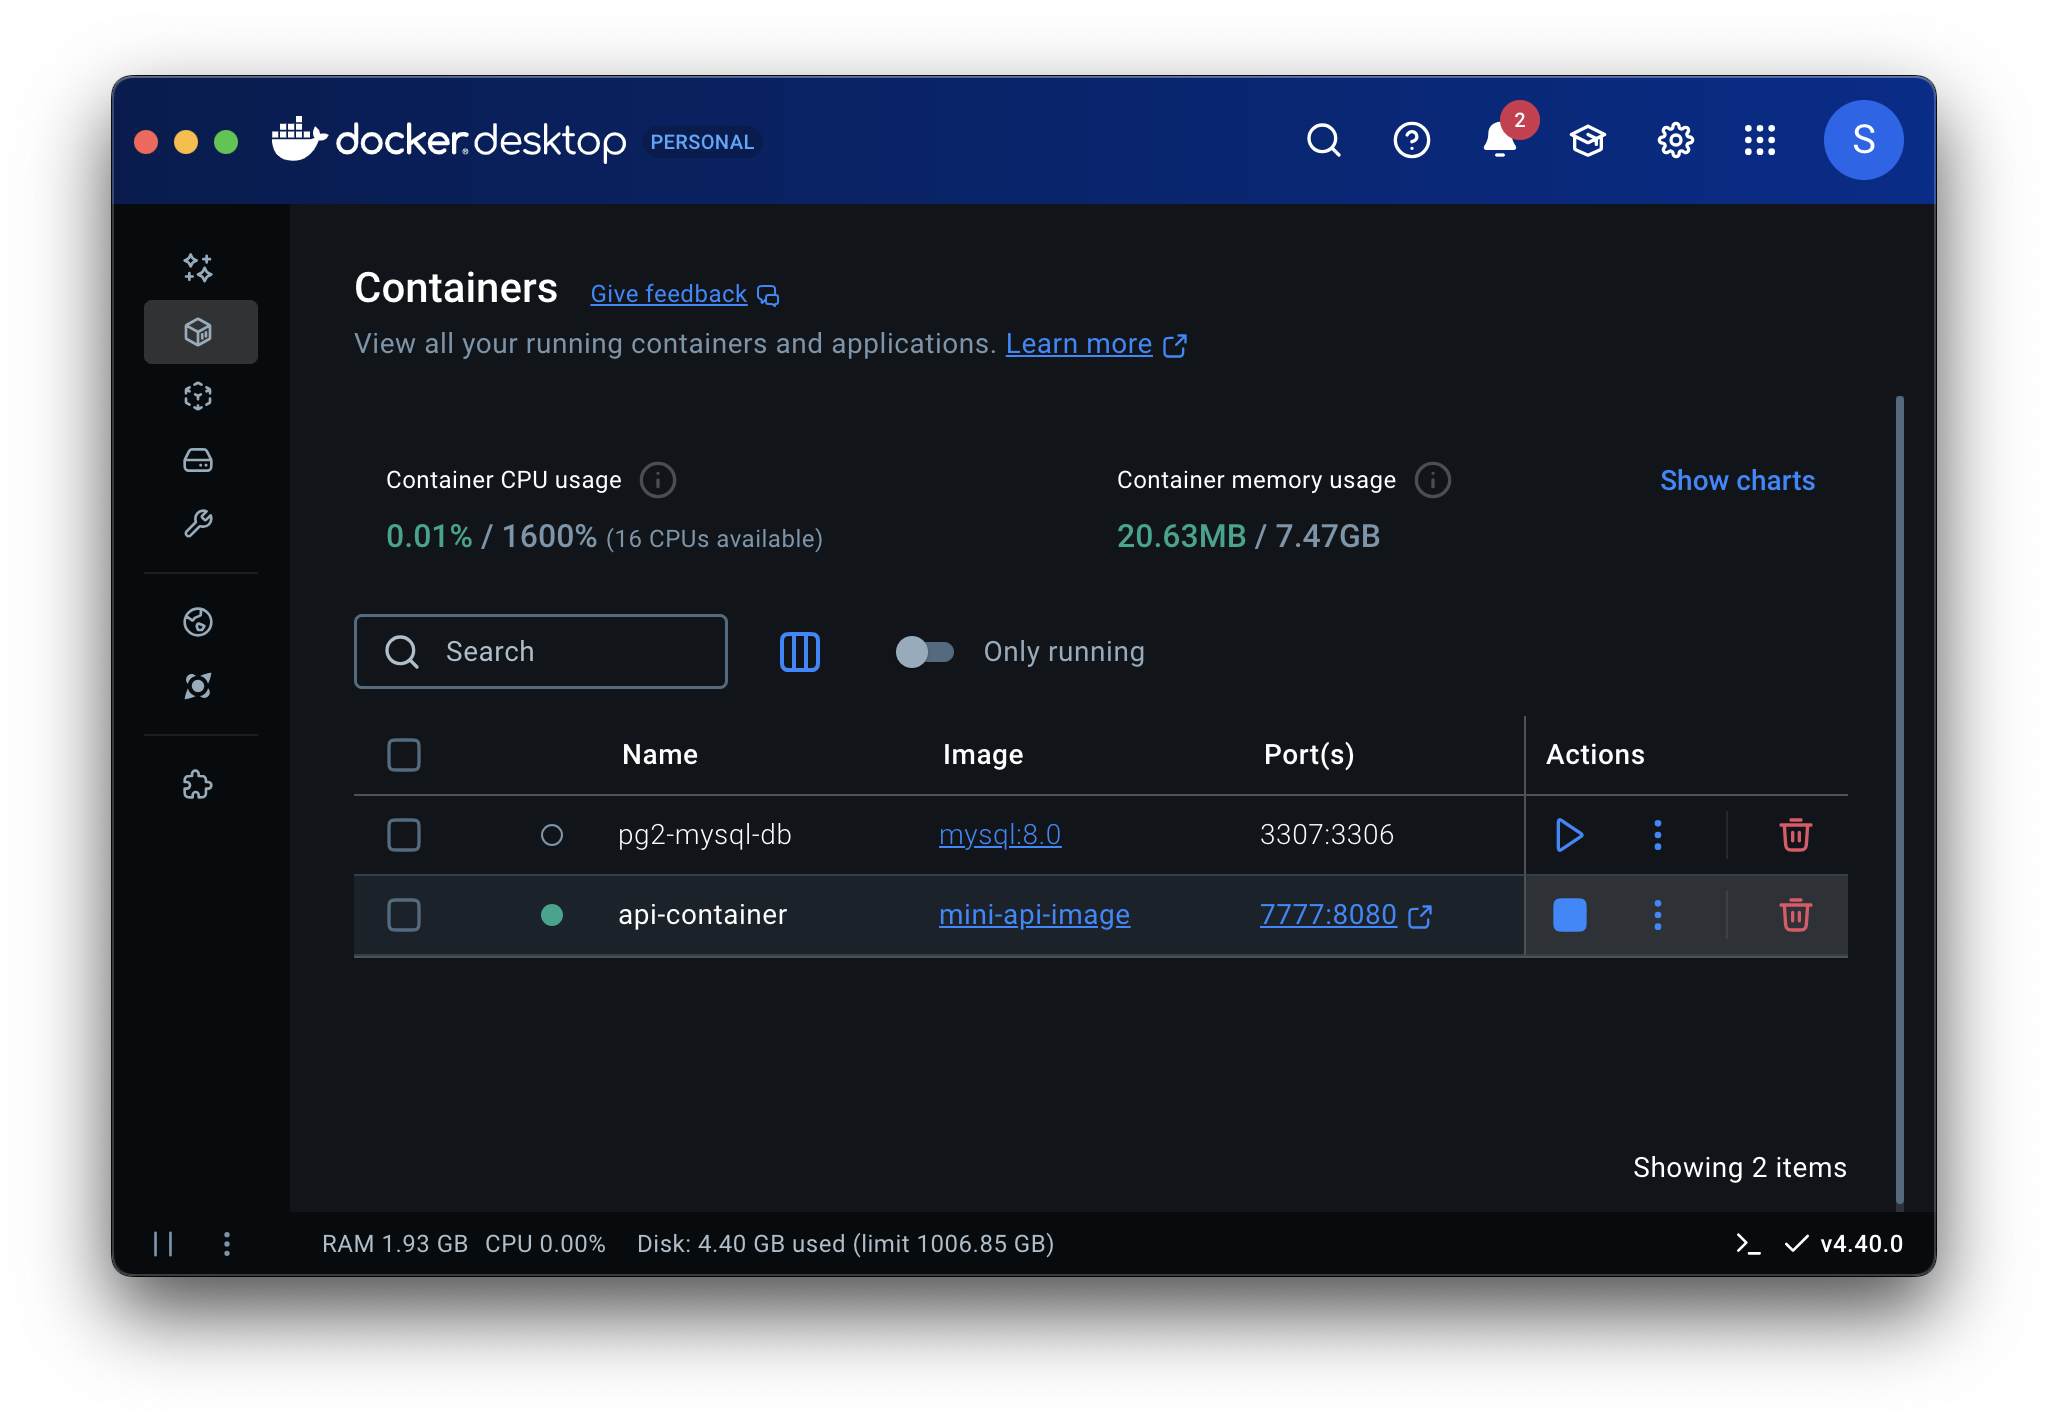 docker desktop PERSONAL
2
S
Containers Give feedback
View all your running containers and applications. Learn more
Container CPU usage
0.01% / 1600% (16 CPUs available)
Container memory usage
20.63MB / 7.47GB
Show charts
Search
Only running
Name Image Port(s) Actions
pg2-mysql-db mysql:8.0 3307:3306
api-container mini-api-image 7777:8080
Showing 2 items
RAM 1.93 GB CPU 0.00% Disk: 4.40 GB used (limit 1006.85 GB)
v4.40.0